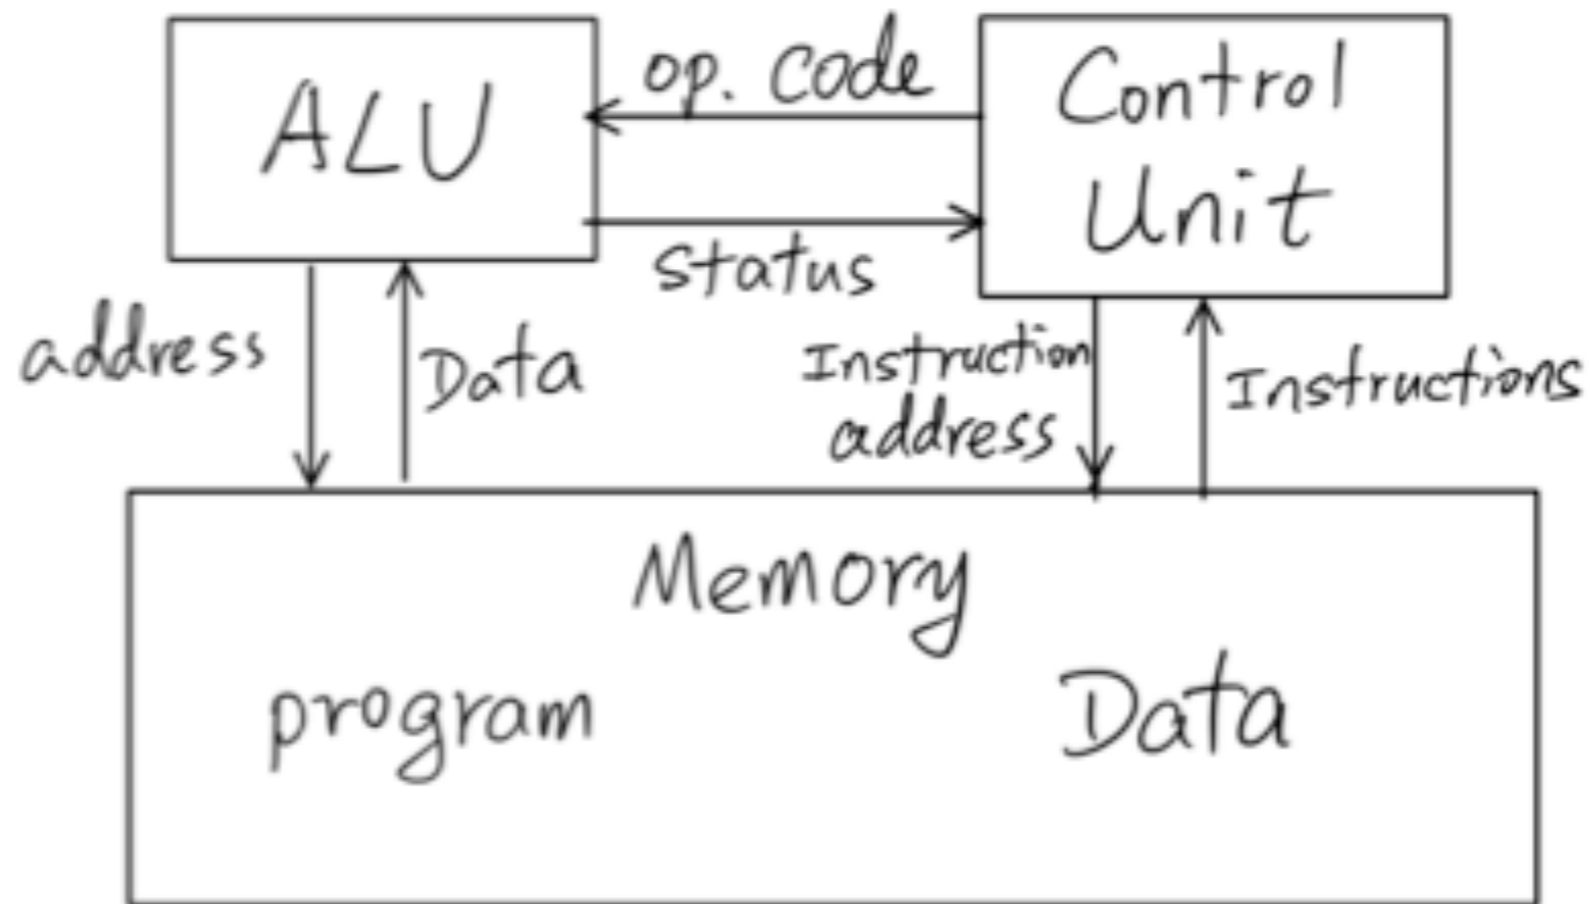 ALU
op. code
Control
Unit
Status
address
Data
Instruction
address
Instructions
Memory
program
Data